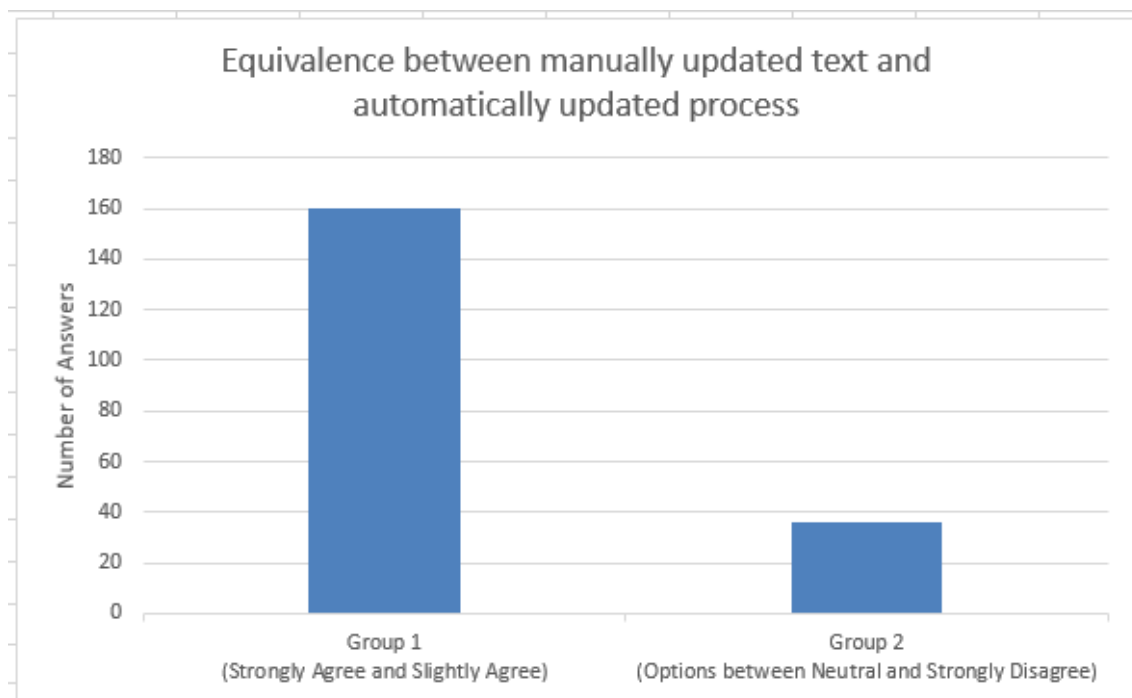 Equivalence between manually updated text and
automatically updated process
180
160
140
120
100
80
60
40
20
0
Number of Answers
Group 1
(Strongly Agree and Slightly Agree)
Group 2
(Options between Neutral and Strongly Disagree)